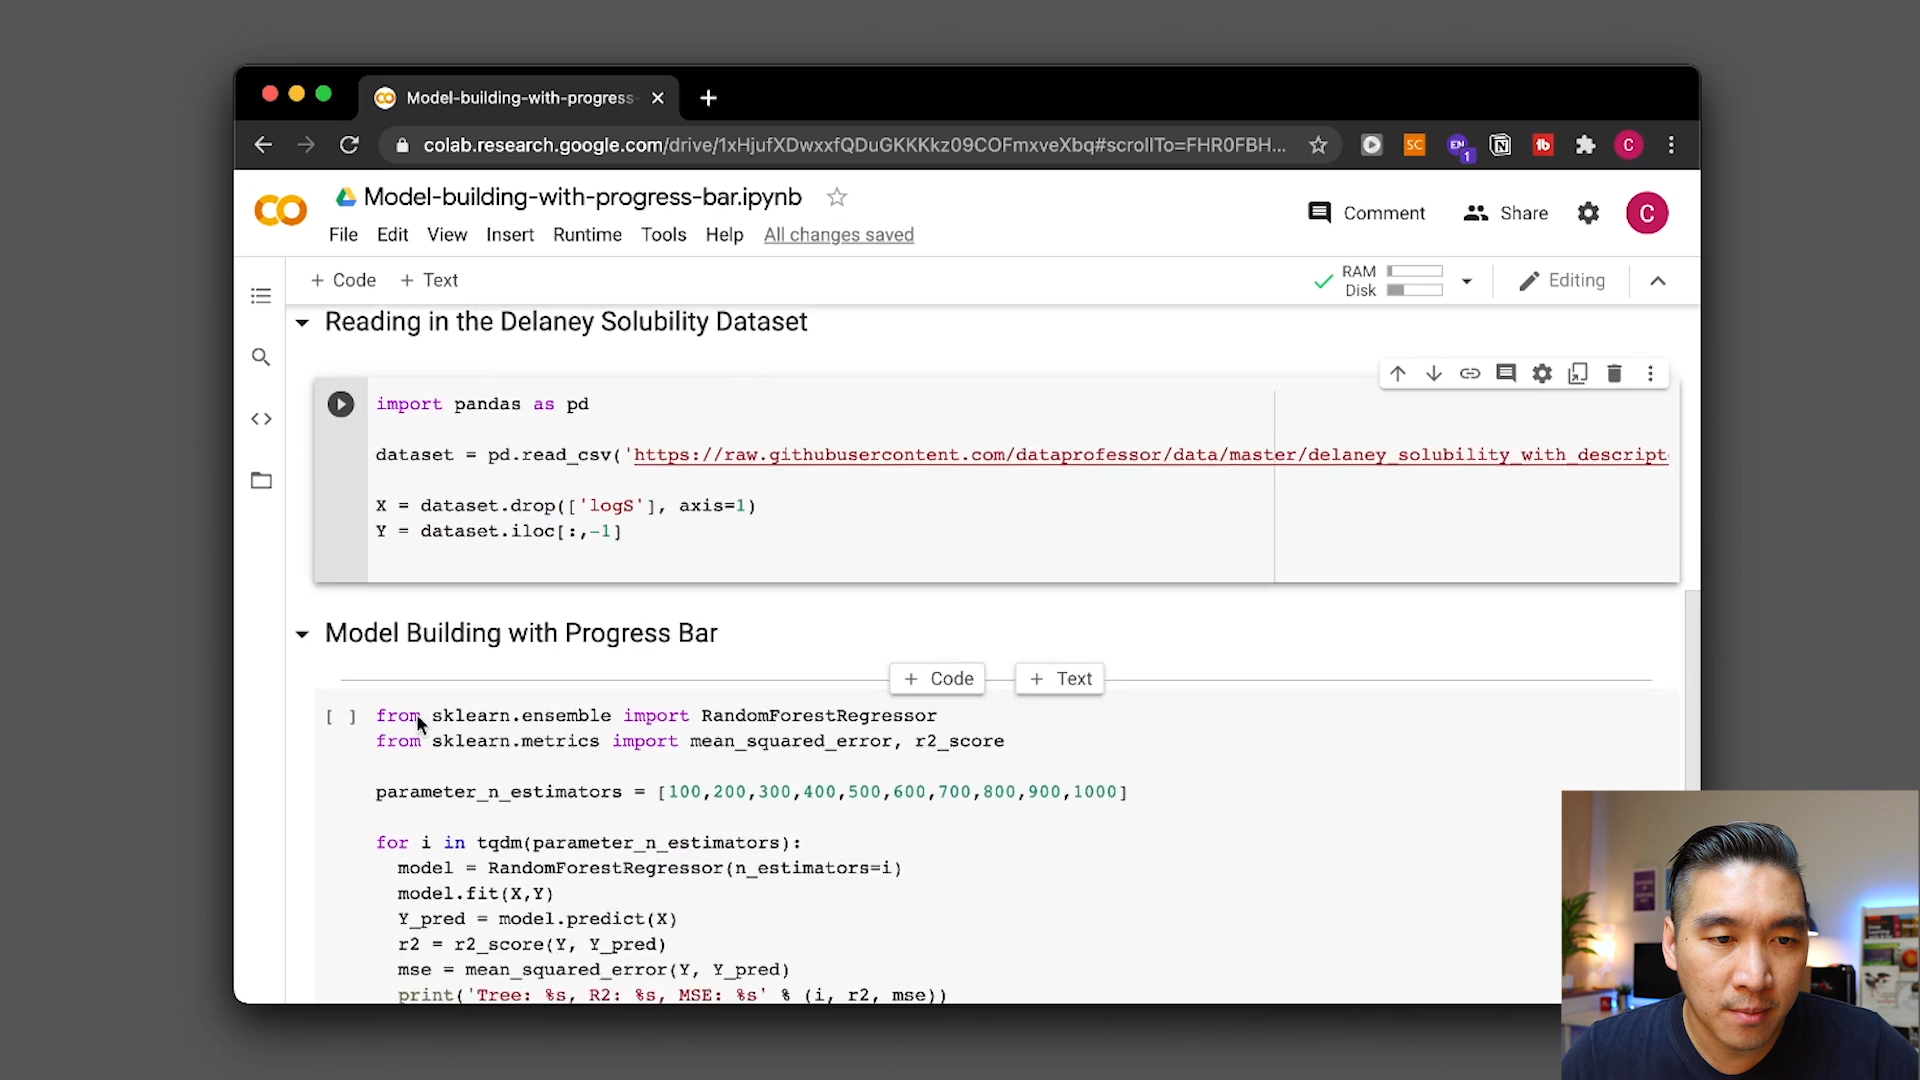 Model-building-with-progress-
colab.research.google.com/drive/1xHjufXDwxxfQDuGKKKkz09COFmxveXbq#scrollTo=FHR0FBH...
SC
EN
1
N
tb
C
Model-building-with-progress-bar.ipynb
Comment
Share
C
File Edit View Insert Runtime Tools Help All changes saved
+ Code + Text
RAM
Disk
Editing
Reading in the Delaney Solubility Dataset
import pandas as pd
dataset = pd.read_csv('https://raw.githubusercontent.com/dataprofessor/data/master/delaney_solubility_with_descript
X = dataset.drop(['logS'], axis=1)
Y = dataset.iloc[:,-1]
Model Building with Progress Bar
+ Code + Text
[ ] from sklearn.ensemble import RandomForestRegressor
from sklearn.metrics import mean_squared_error, r2_score
parameter_n_estimators = [100,200,300,400,500,600,700,800,900,1000]
for i in tqdm(parameter_n_estimators):
model = RandomForestRegressor(n_estimators=i)
model.fit(X,Y)
Y_pred = model.predict(X)
r2 = r2_score(Y, Y_pred)
mse = mean_squared_error(Y, Y_pred)
print('Tree: %s, R2: %s, MSE: %s' % (i, r2, mse))